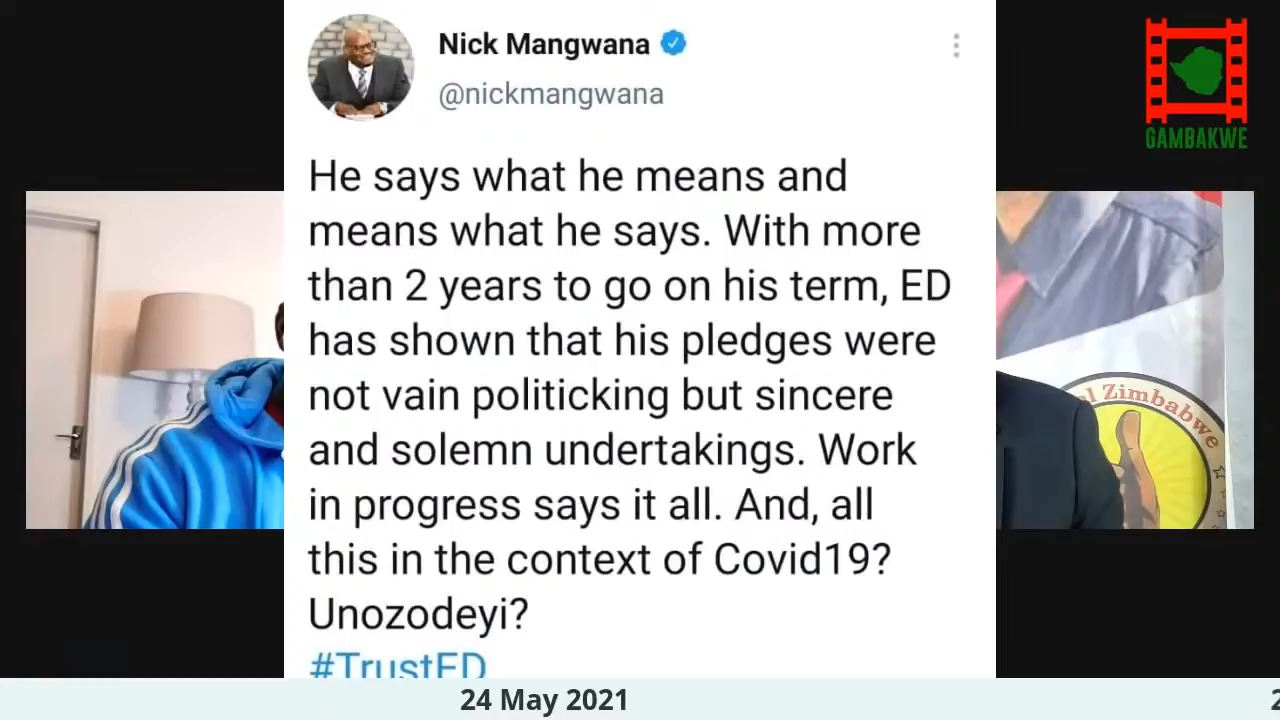 Nick Mangwana
@nickmangwana
GAMBAKWE
He says what he means and
means what he says. With more
than 2 years to go on his term, ED
has shown that his pledges were
not vain politicking but sincere
and solemn undertakings. Work
in progress says it all. And, all
this in the context of Covid19?
Unozodeyi?
#TrustED
Zimbabwe
24 May 2021